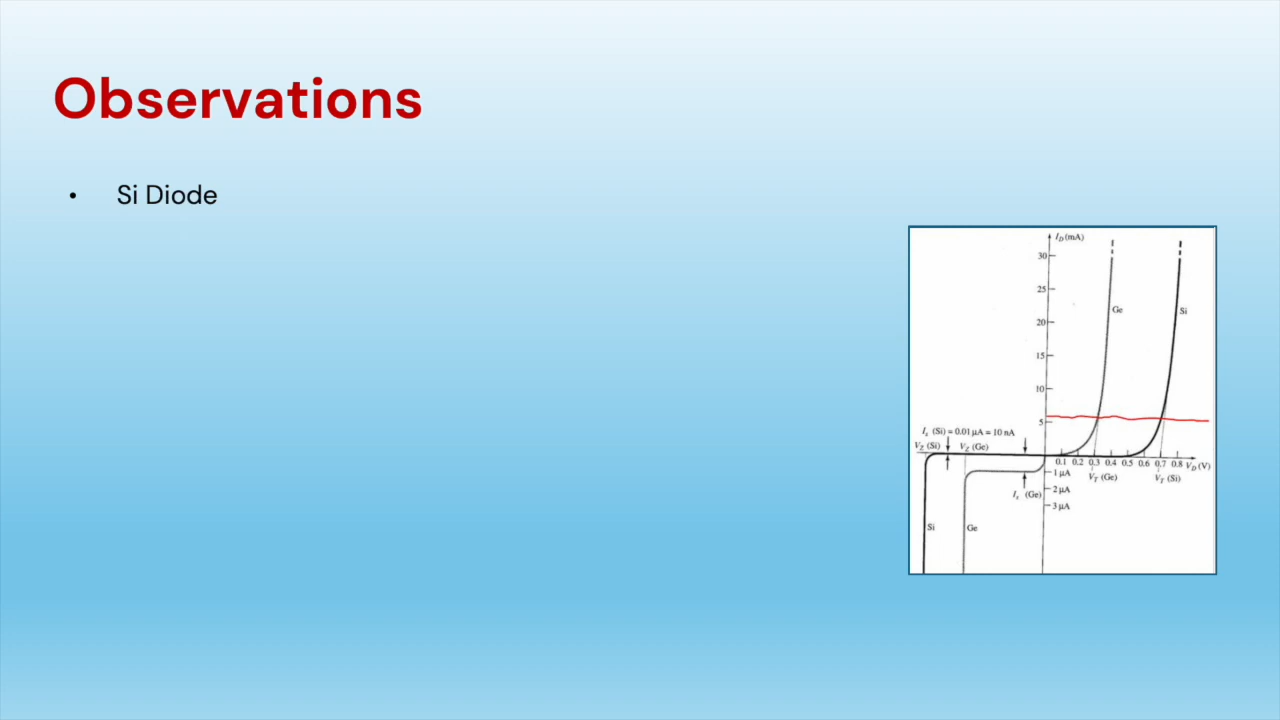 Observations
• Si Diode
I_D (mA)
30
Ge
Si
25
20
15
10
5
I_s (Si) = 0.01 μA = 10 nA
V_Z (Si)
V_Z (Ge)
0.1 0.2 0.3 0.4 0.5 0.6 0.7 0.8 V_D (V)
1 μA
V_T (Ge)
V_T (Si)
2 μA
I_s (Ge)
3 μA
Si
Ge